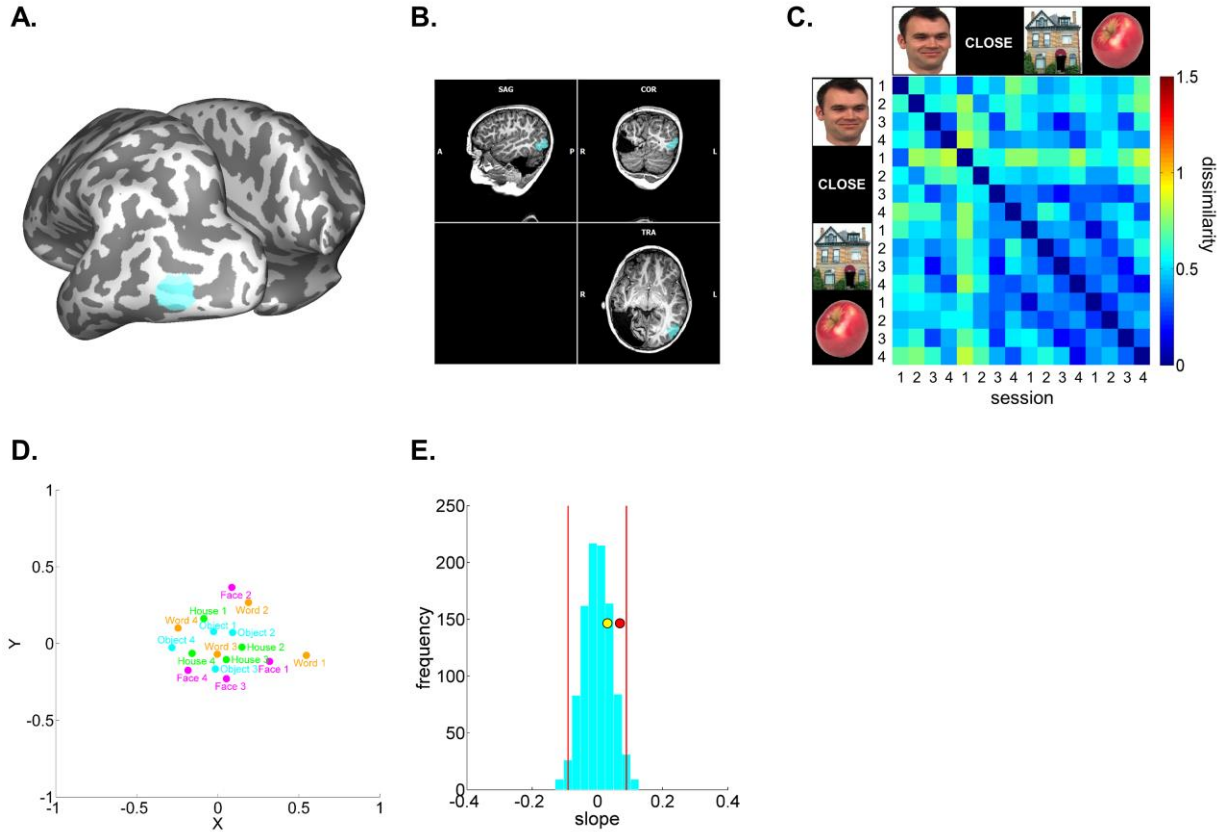 A.
B.
C.
SAG
COR
A
P
R
L
TRA
R
L
CLOSE
CLOSE
1
2
3
4
1
2
3
4
1
2
3
4
1
2
3
4
1 2 3 4 1 2 3 4 1 2 3 4 1 2 3 4
session
1.5
1
0.5
0
dissimilarity
D.
1
0.5
0
-0.5
-1
Y
-1 -0.5 0 0.5 1
X
Face 2
Word 2
House 1
Word 4
Object 1
Object 2
Object 4
Word 3
House 2
House 4
House 3
Face 1
Word 1
Object 3
Face 4
Face 3
E.
250
200
150
100
50
0
frequency
-0.4 -0.2 0 0.2 0.4
slope